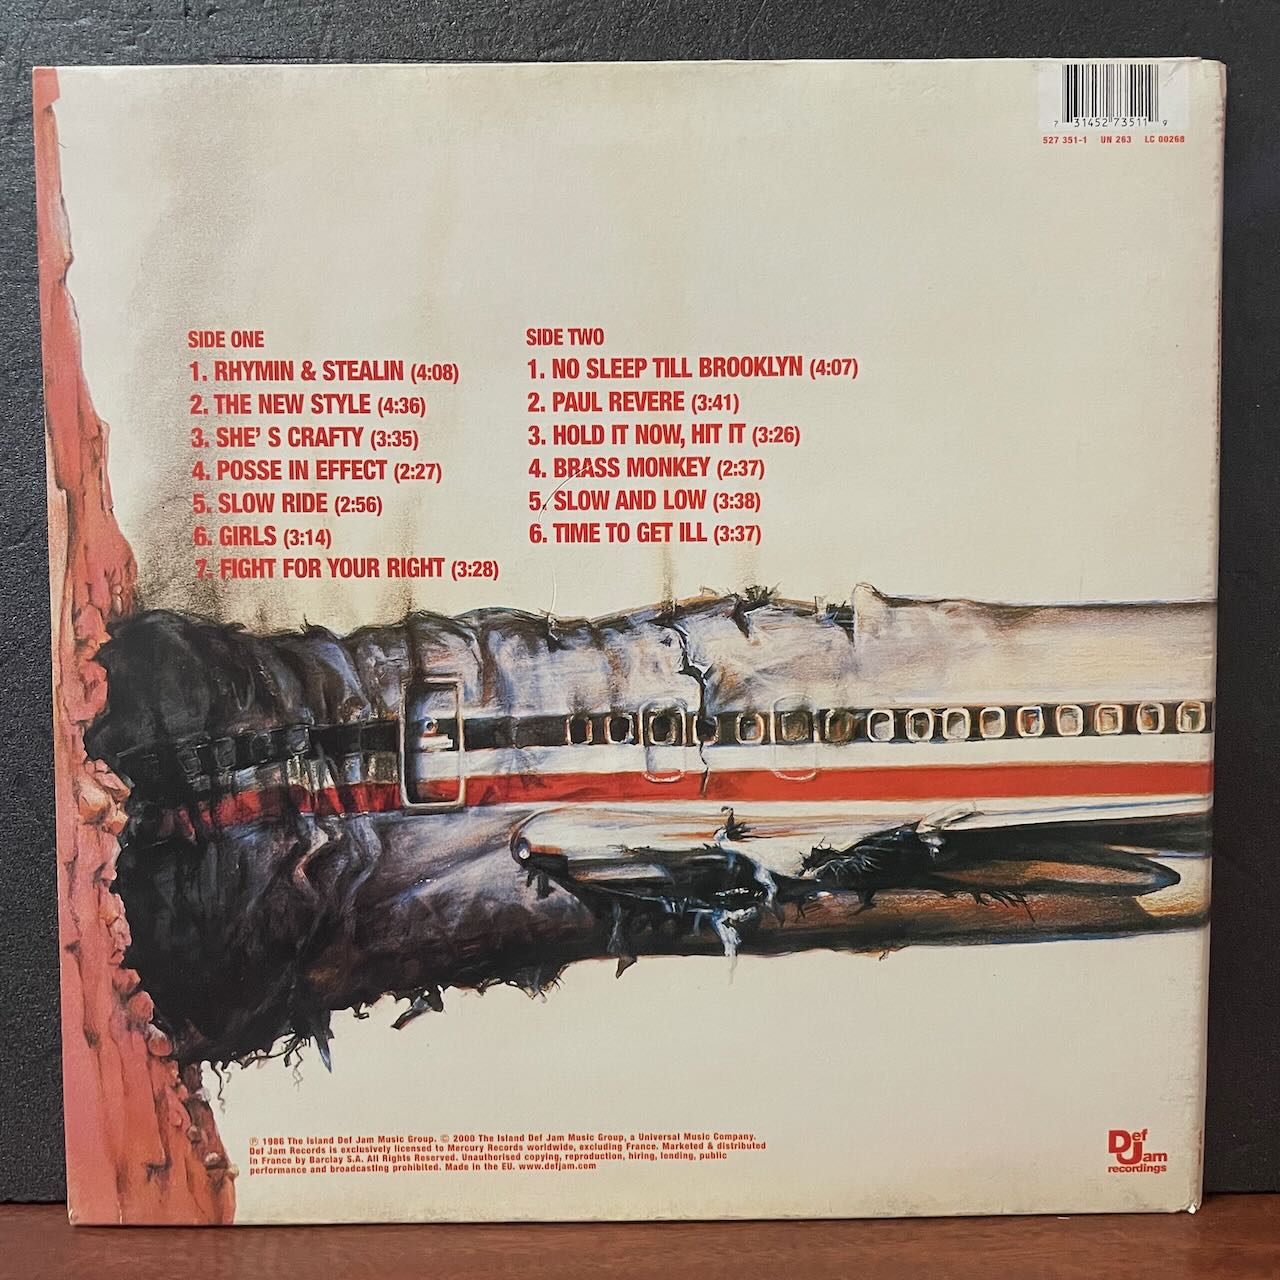 7 31452 73511 9
527 351-1 UN 263 LC 00268
SIDE ONE
1. RHYMIN & STEALIN (4:08)
2. THE NEW STYLE (4:36)
3. SHE' S CRAFTY (3:35)
4. POSSE IN EFFECT (2:27)
5. SLOW RIDE (2:56)
6. GIRLS (3:14)
7. FIGHT FOR YOUR RIGHT (3:28)
SIDE TWO
1. NO SLEEP TILL BROOKLYN (4:07)
2. PAUL REVERE (3:41)
3. HOLD IT NOW, HIT IT (3:26)
4. BRASS MONKEY (2:37)
5. SLOW AND LOW (3:38)
6. TIME TO GET ILL (3:37)
℗ 1986 The Island Def Jam Music Group. © 2000 The Island Def Jam Music Group, a Universal Music Company.
Def Jam Records is exclusively licensed to Mercury Records worldwide, excluding France. Marketed & distributed
in France by Barclay S.A. All Rights Reserved. Unauthorised copying, reproduction, hiring, lending, public
performance and broadcasting prohibited. Made in the EU. www.defjam.com
Def
Jam
recordings